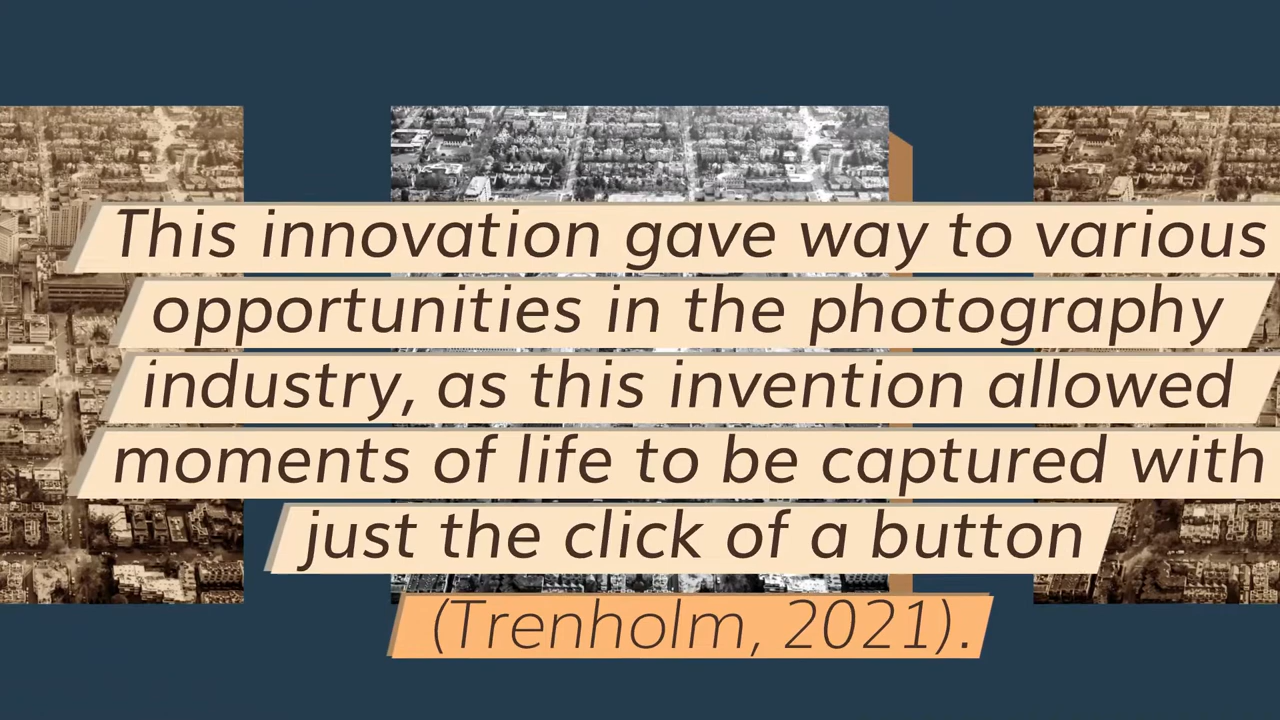 This innovation gave way to various
opportunities in the photography
industry, as this invention allowed
moments of life to be captured with
just the click of a button
(Trenholm, 2021).